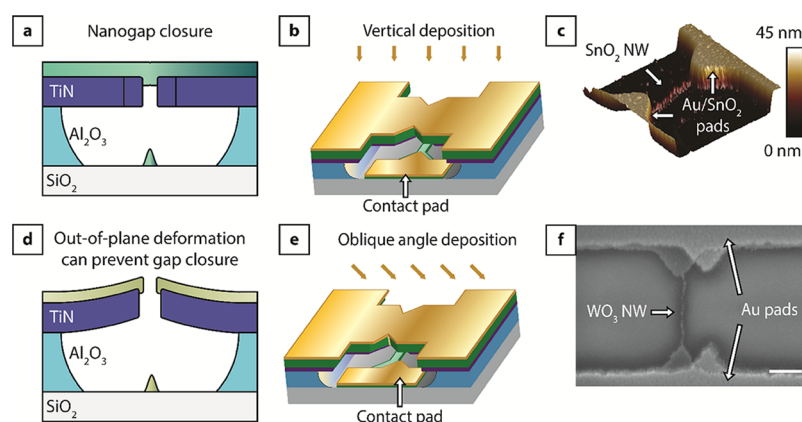 a
Nanogap closure
TiN
Al2O3
SiO2
b
Vertical deposition
Contact pad
c
45 nm
SnO2 NW
Au/SnO2
pads
0 nm
d
Out-of-plane deformation
can prevent gap closure
TiN
Al2O3
SiO2
e
Oblique angle deposition
Contact pad
f
WO3 NW
Au pads